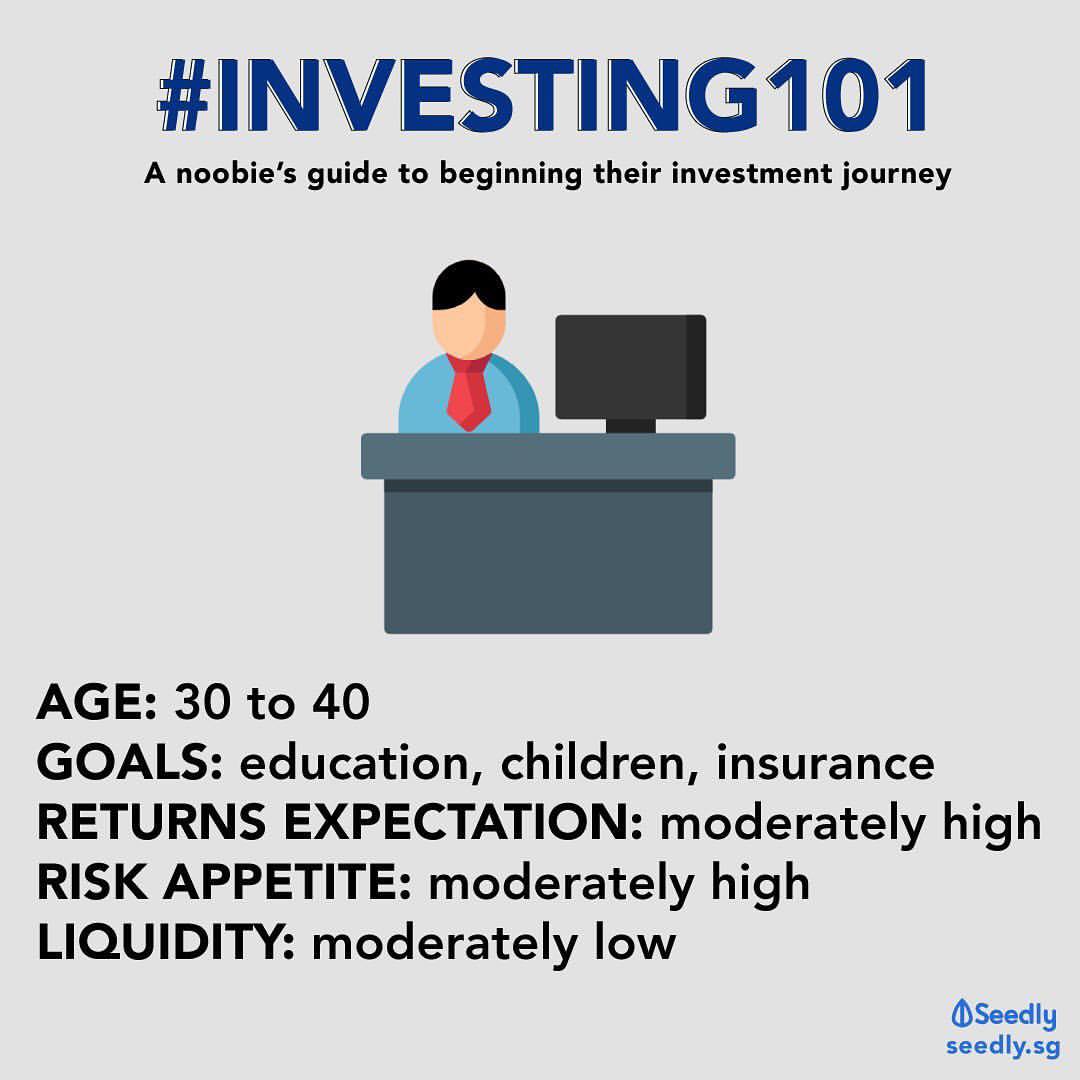 #INVESTING101
A noobie's guide to beginning their investment journey
AGE: 30 to 40
GOALS: education, children, insurance
RETURNS EXPECTATION: moderately high
RISK APPETITE: moderately high
LIQUIDITY: moderately low
Seedly
seedly.sg